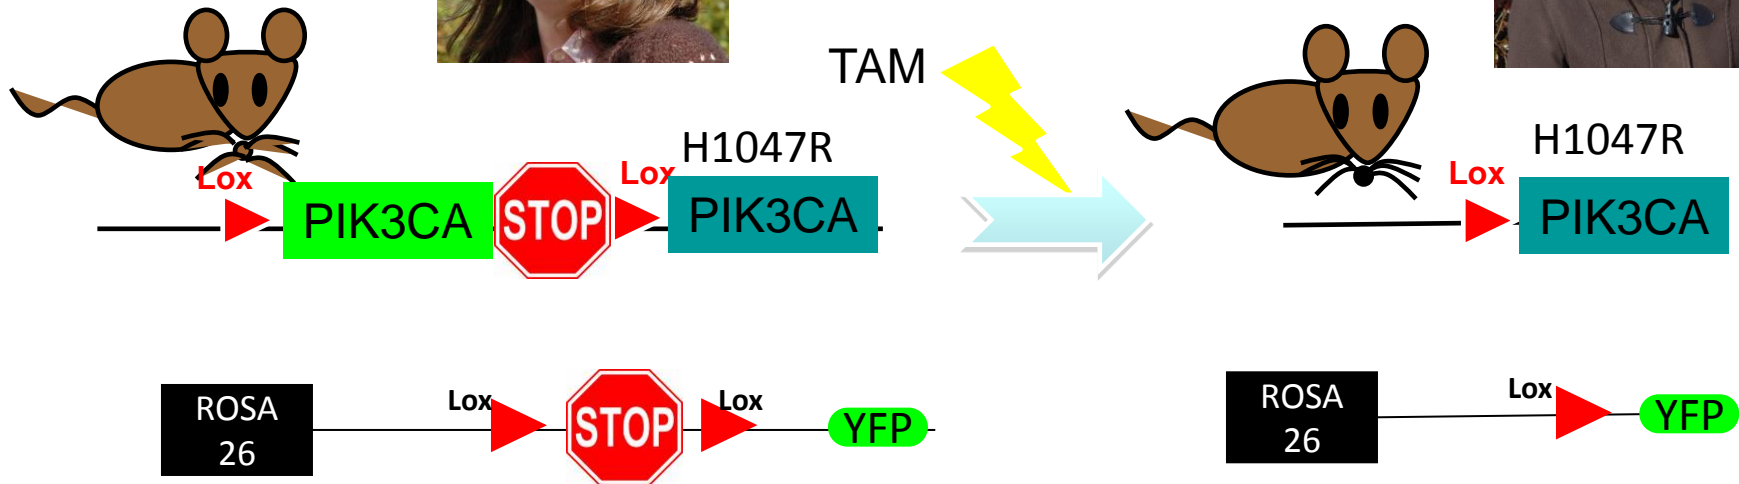 TAM
H1047R
Lox
Lox
PIK3CA
STOP
PIK3CA
H1047R
Lox
PIK3CA
ROSA
26
Lox
STOP
Lox
YFP
ROSA
26
Lox
YFP